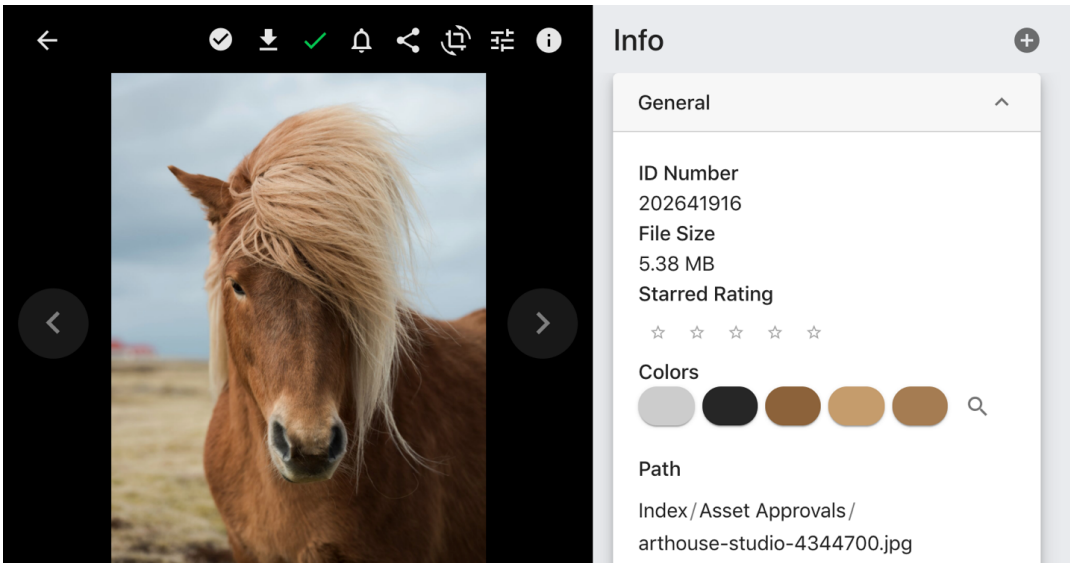 Info
General
ID Number
202641916
File Size
5.38 MB
Starred Rating
Colors
Path
Index/Asset Approvals/
arthouse-studio-4344700.jpg